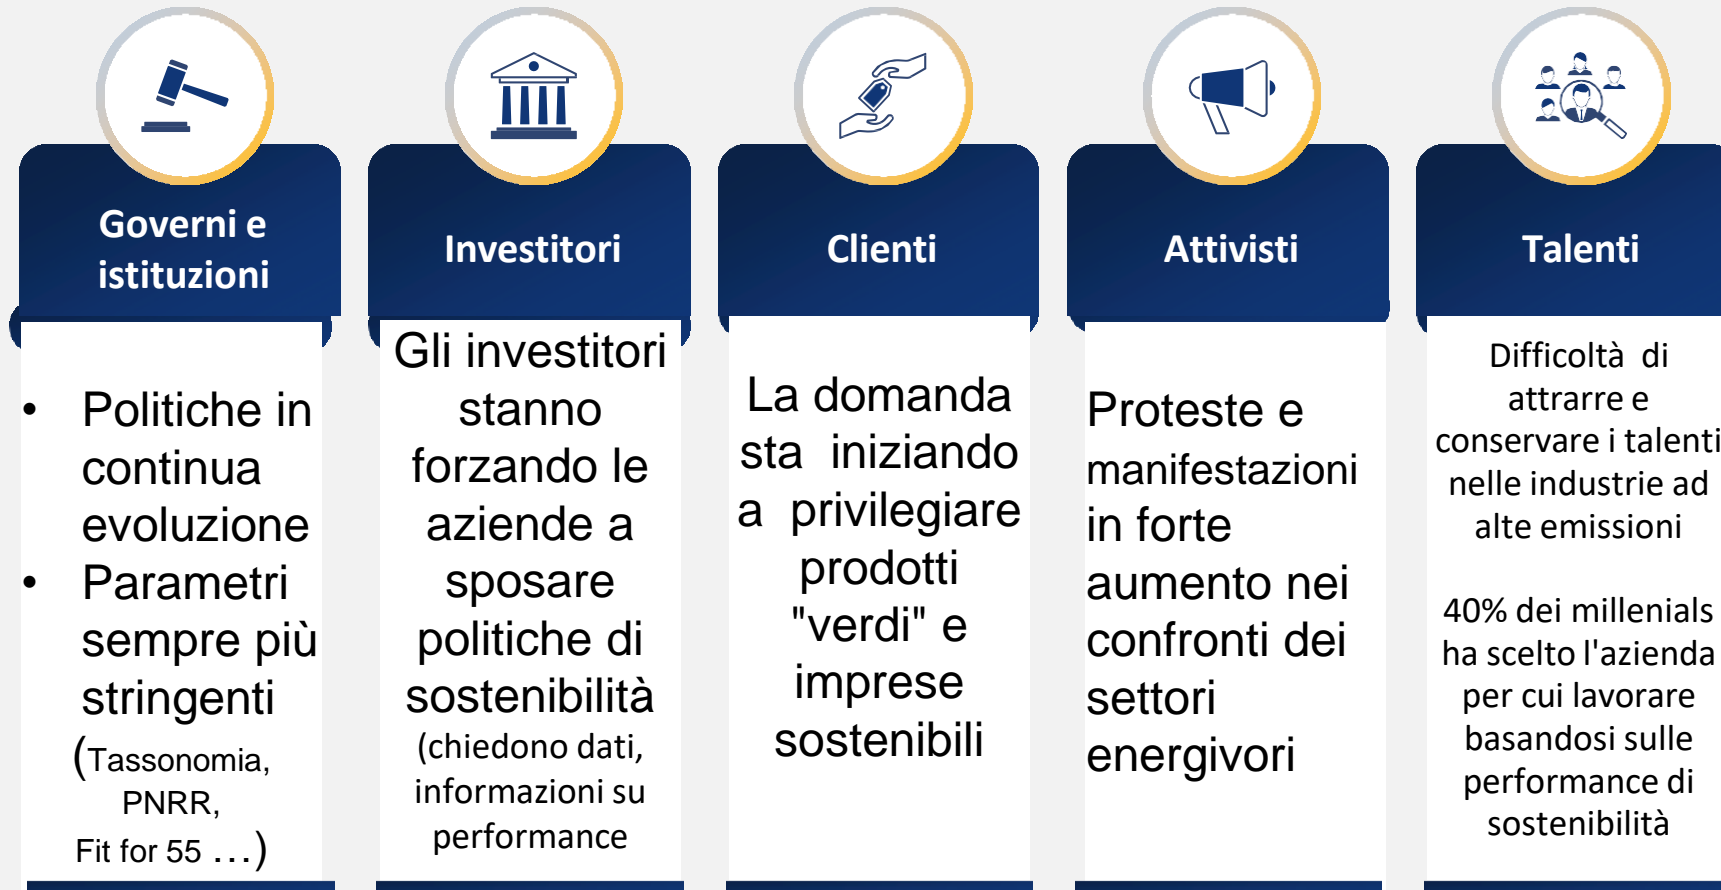 Governi e
istituzioni
• Politiche in
continua
evoluzione
• Parametri
sempre più
stringenti
(Tassonomia,
PNRR,
Fit for 55 …)
Investitori
Gli investitori
stanno
forzando le
aziende a
sposare
politiche di
sostenibilità
(chiedono dati,
informazioni su
performance
Clienti
La domanda
sta iniziando
a privilegiare
prodotti
"verdi" e
imprese
sostenibili
Attivisti
Proteste e
manifestazioni
in forte
aumento nei
confronti dei
settori
energivori
Talenti
Difficoltà di
attrarre e
conservare i talenti
nelle industrie ad
alte emissioni
40% dei millenials
ha scelto l'azienda
per cui lavorare
basandosi sulle
performance di
sostenibilità